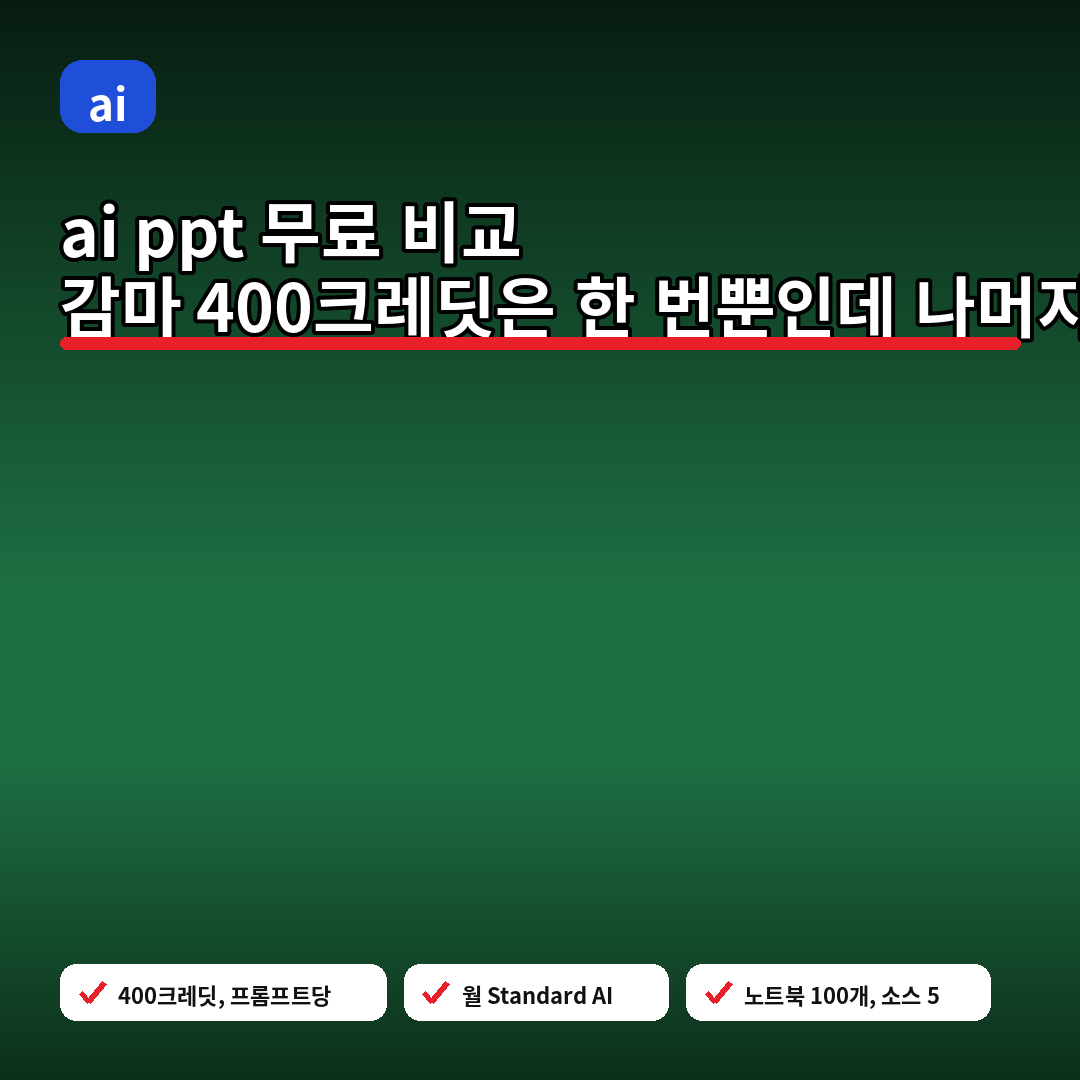 ai
ai ppt 무료 비교
감마 400크레딧은 한 번뿐인데 나머지
400크레딧, 프롬프트당
월 Standard AI
노트북 100개, 소스 5